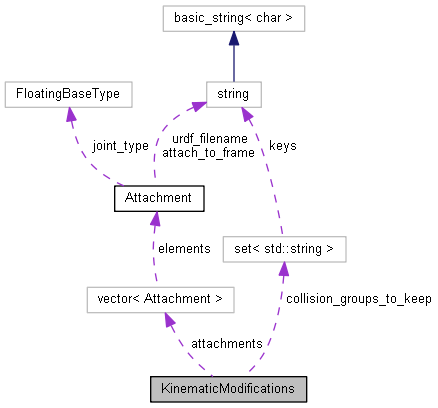 basic_string< char >
FloatingBaseType
string
joint_type
urdf_filename
attach_to_frame
keys
Attachment
elements
set< std::string >
vector< Attachment >
collision_groups_to_keep
attachments
KinematicModifications